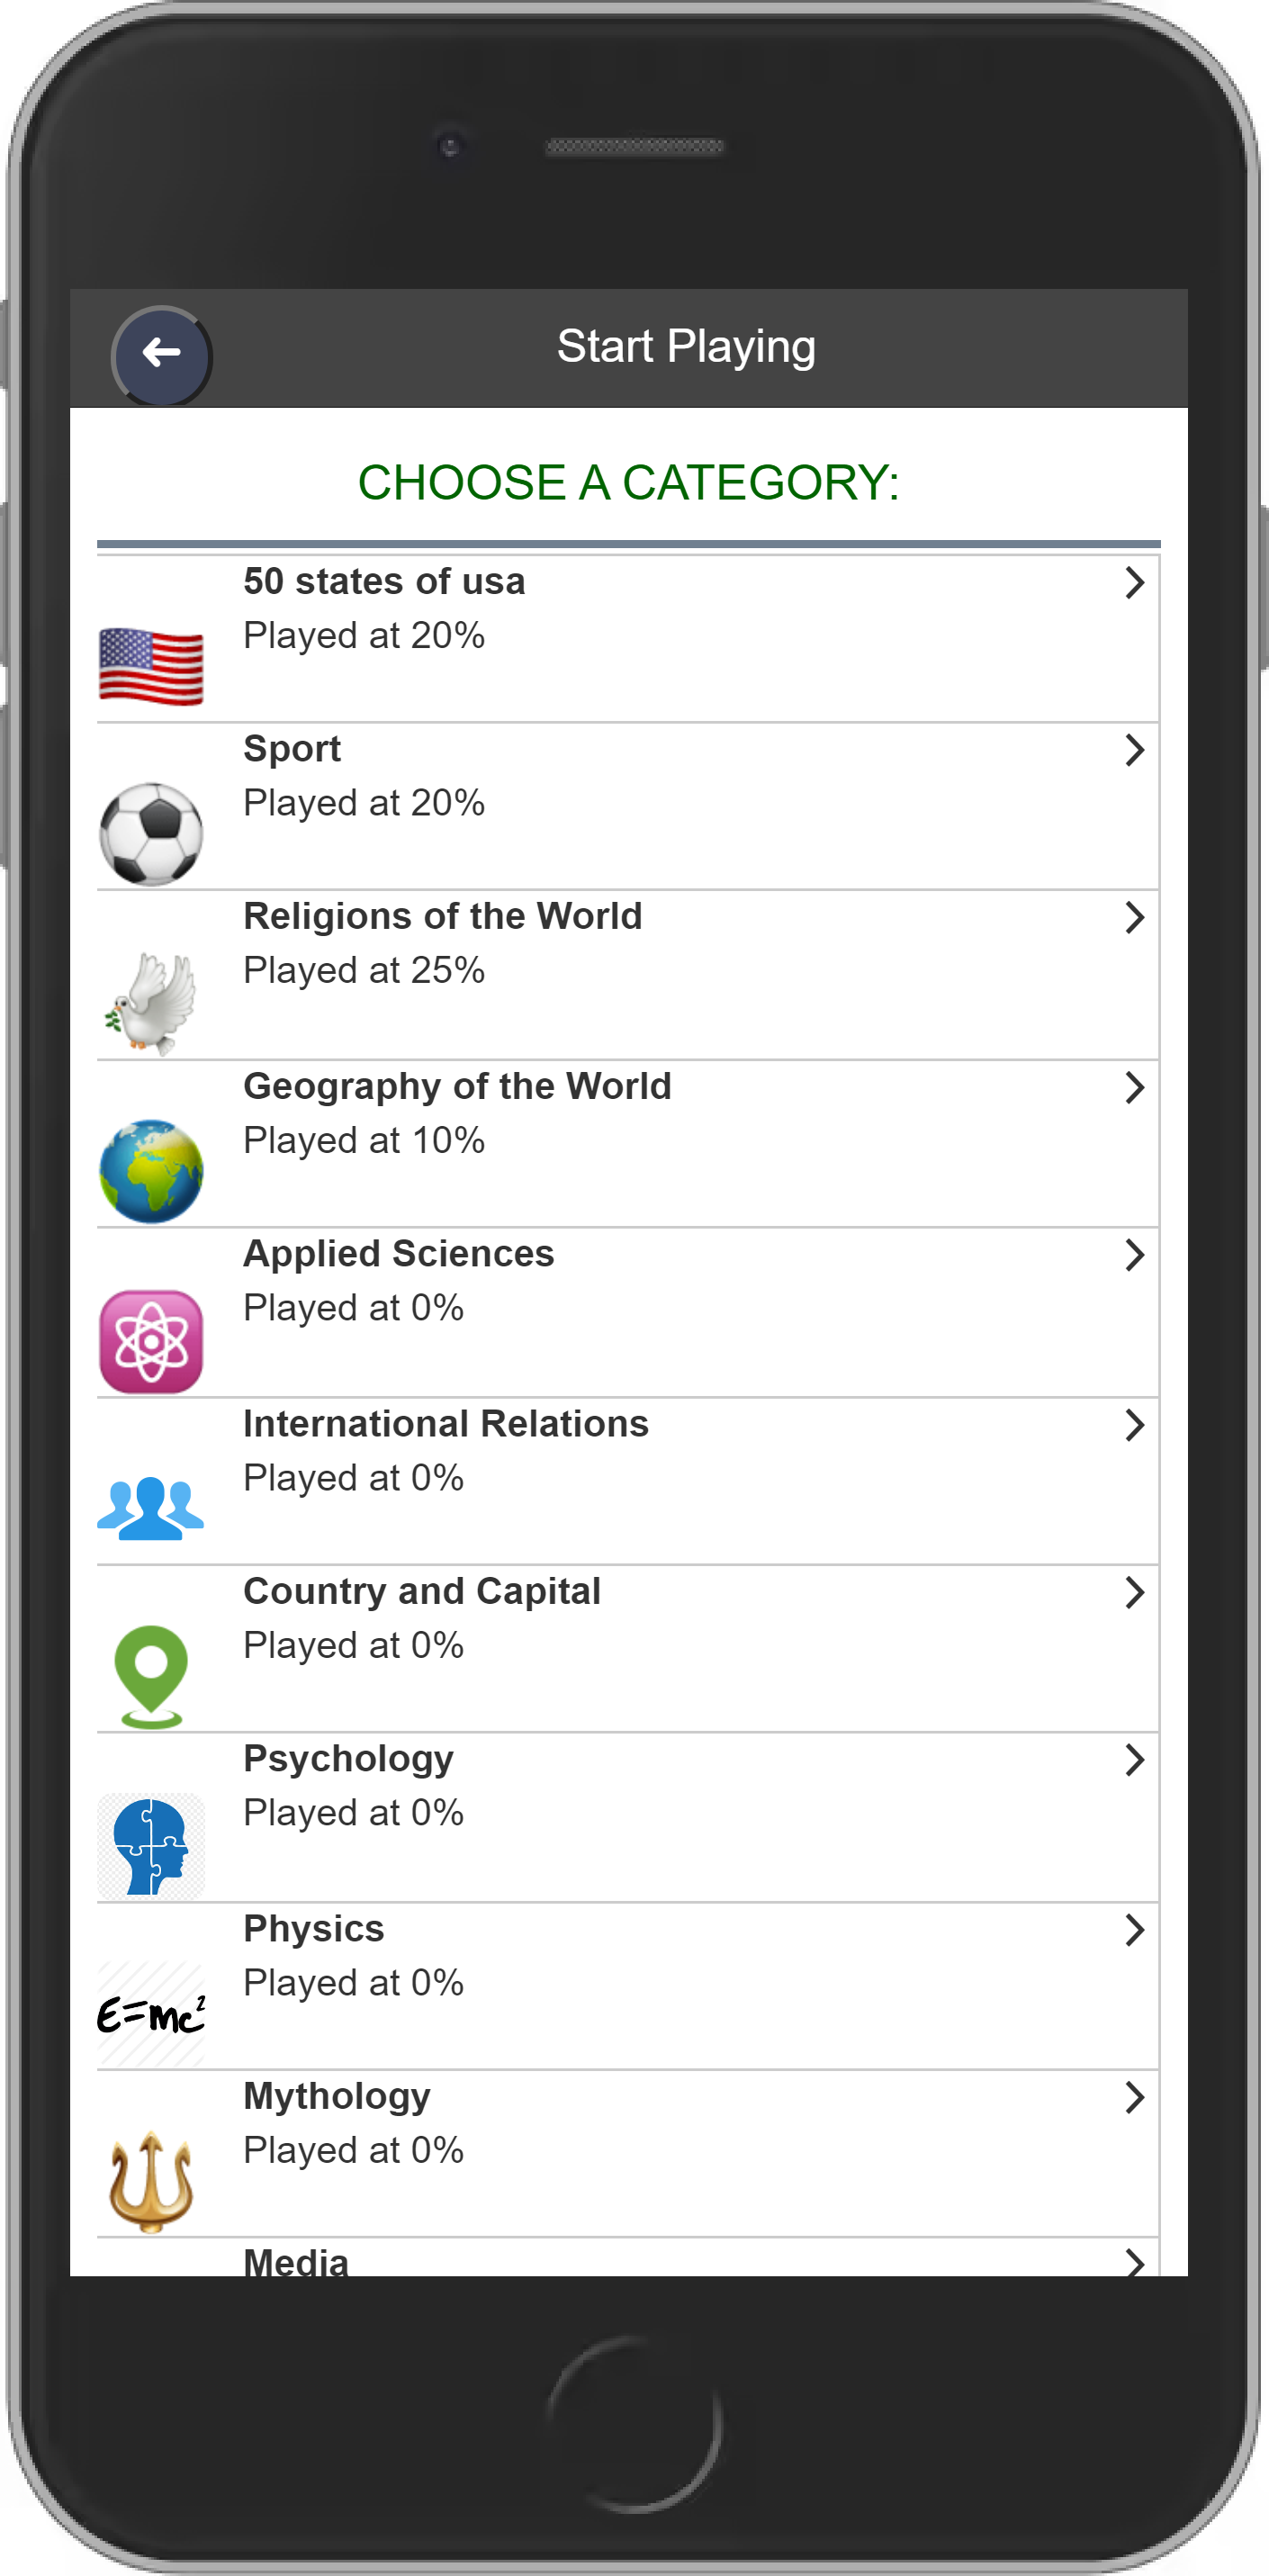 Start Playing
CHOOSE A CATEGORY:
50 states of usa
Played at 20%
Sport
Played at 20%
Religions of the World
Played at 25%
Geography of the World
Played at 10%
Applied Sciences
Played at 0%
International Relations
Played at 0%
Country and Capital
Played at 0%
Psychology
Played at 0%
Physics
Played at 0%
E=mc²
Mythology
Played at 0%
Media